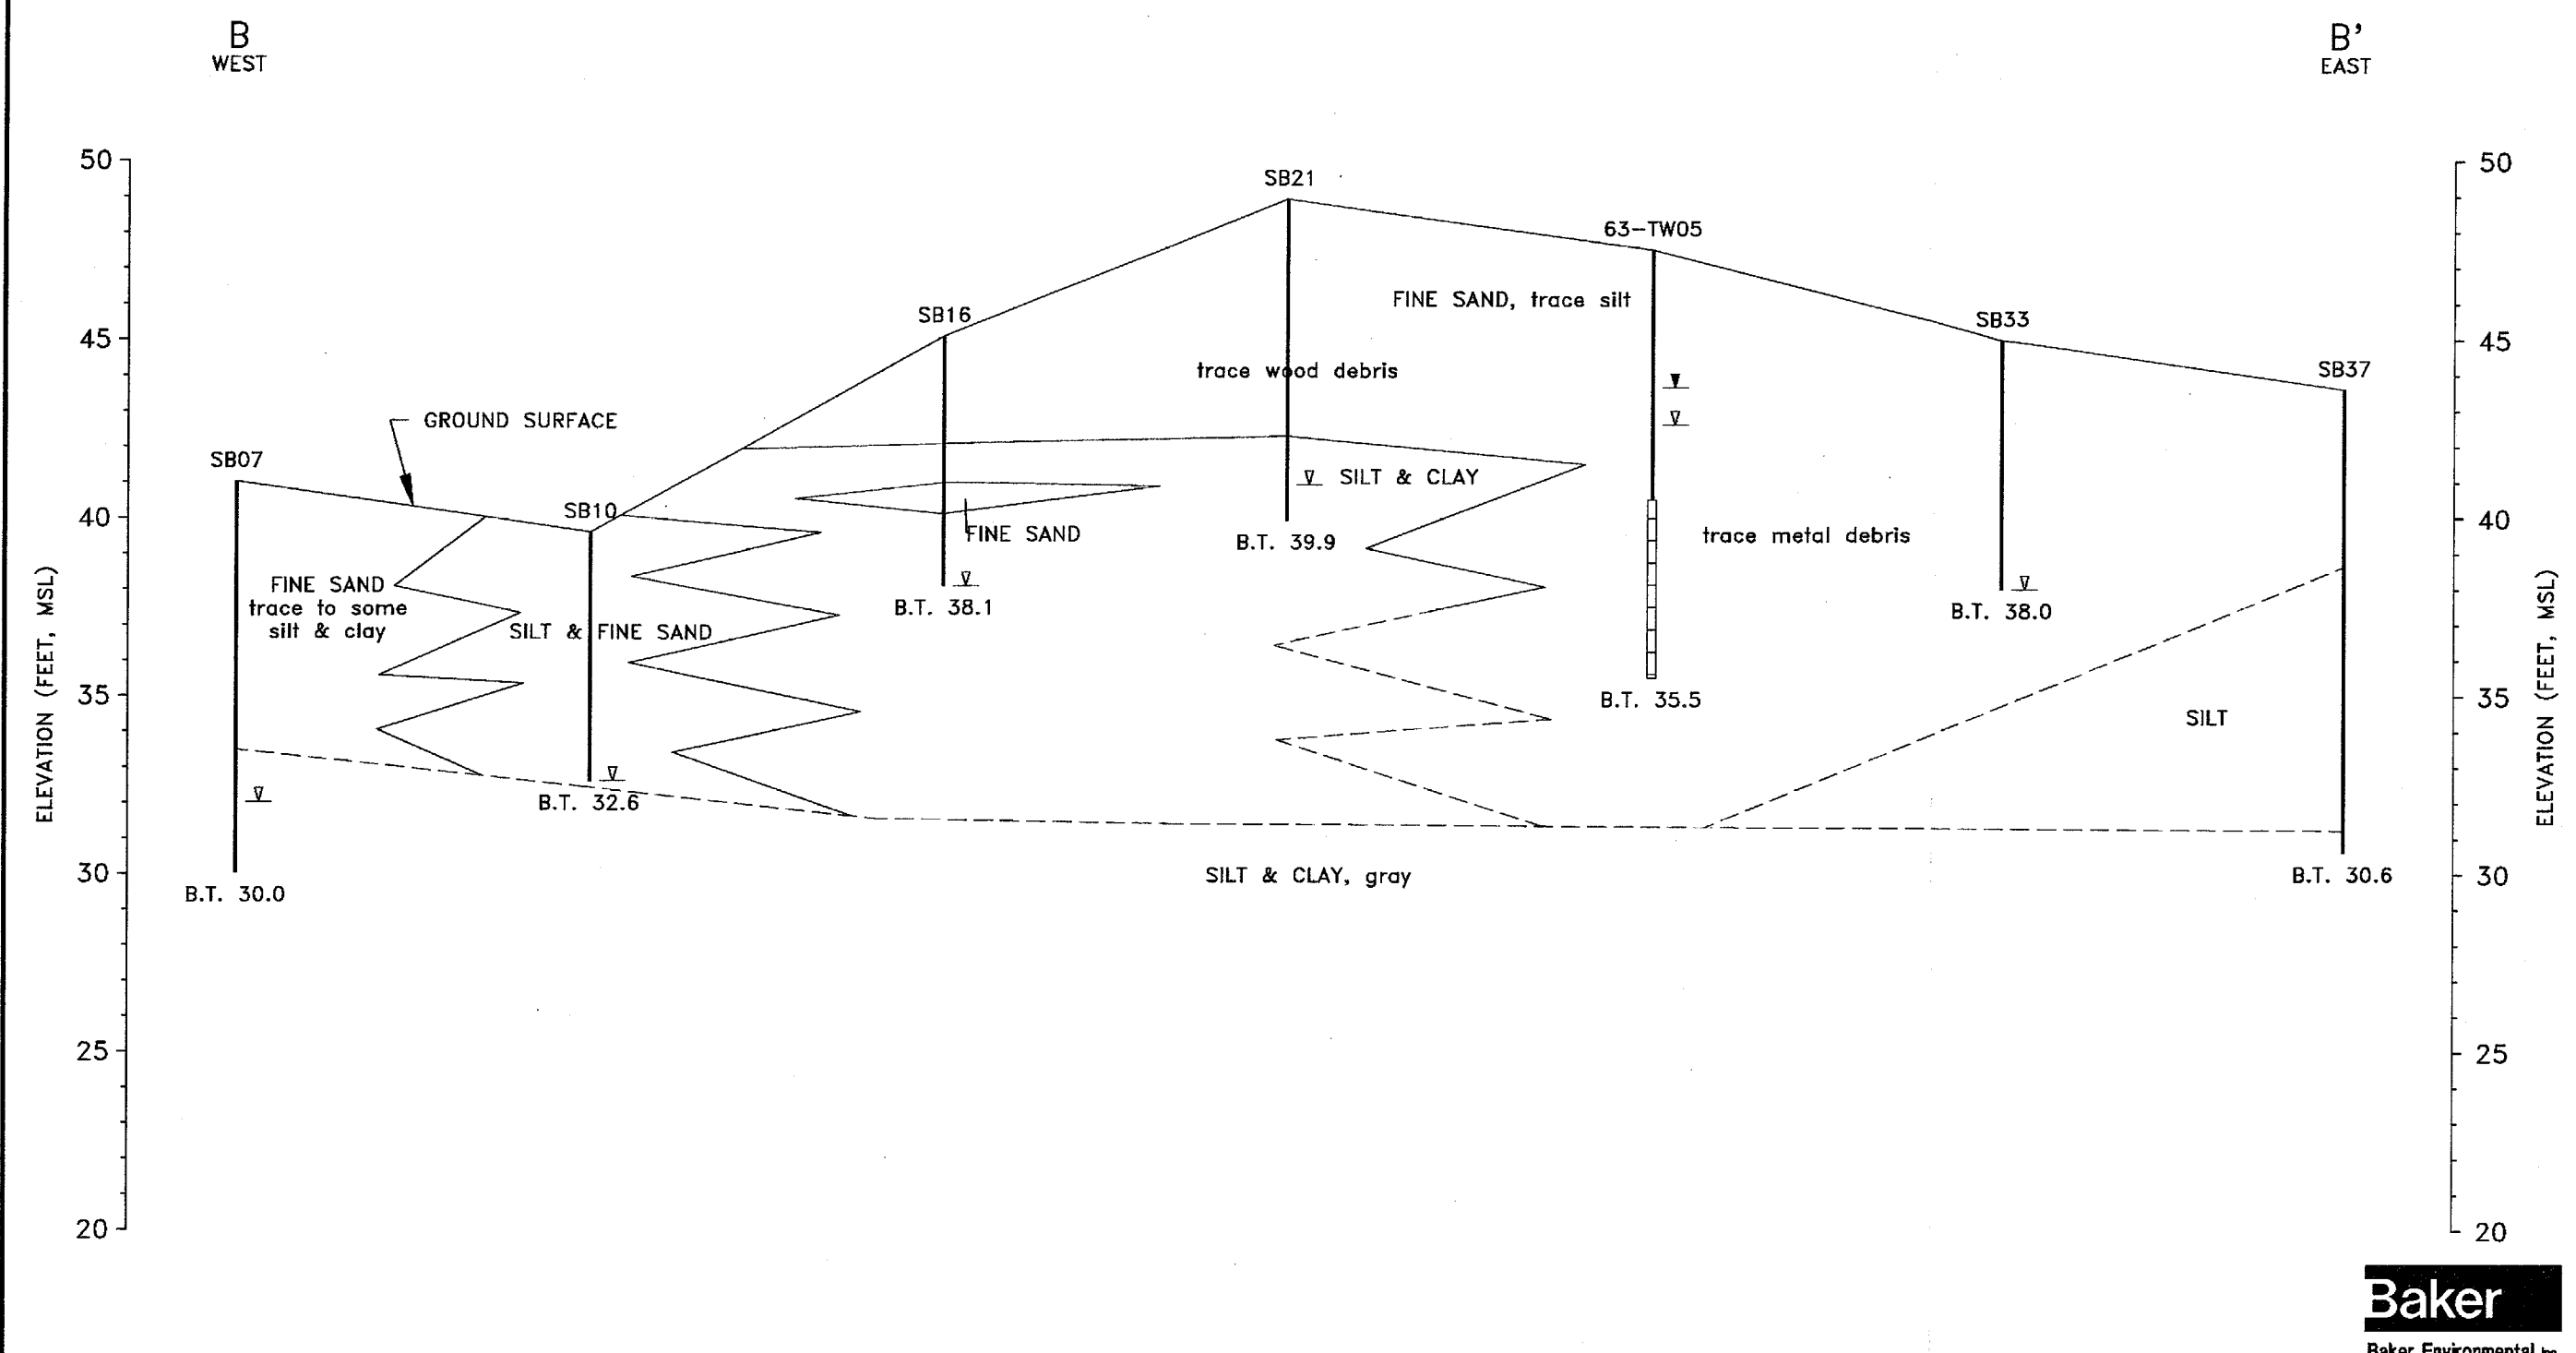 B
WEST
B'
EAST
50
50
SB21
63-TW05
FINE SAND, trace silt
SB16
SB33
45
45
trace wood debris
SB37
GROUND SURFACE
SB07
SILT & CLAY
SB10
40
40
FINE SAND
trace metal debris
B.T. 39.9
FINE SAND
trace to some
silt & clay
B.T. 38.1
B.T. 38.0
SILT & FINE SAND
ELEVATION (FEET, MSL)
ELEVATION (FEET, MSL)
35
35
B.T. 35.5
SILT
B.T. 32.6
30
30
SILT & CLAY, gray
B.T. 30.6
B.T. 30.0
25
25
20
20
Baker
Baker Environmental